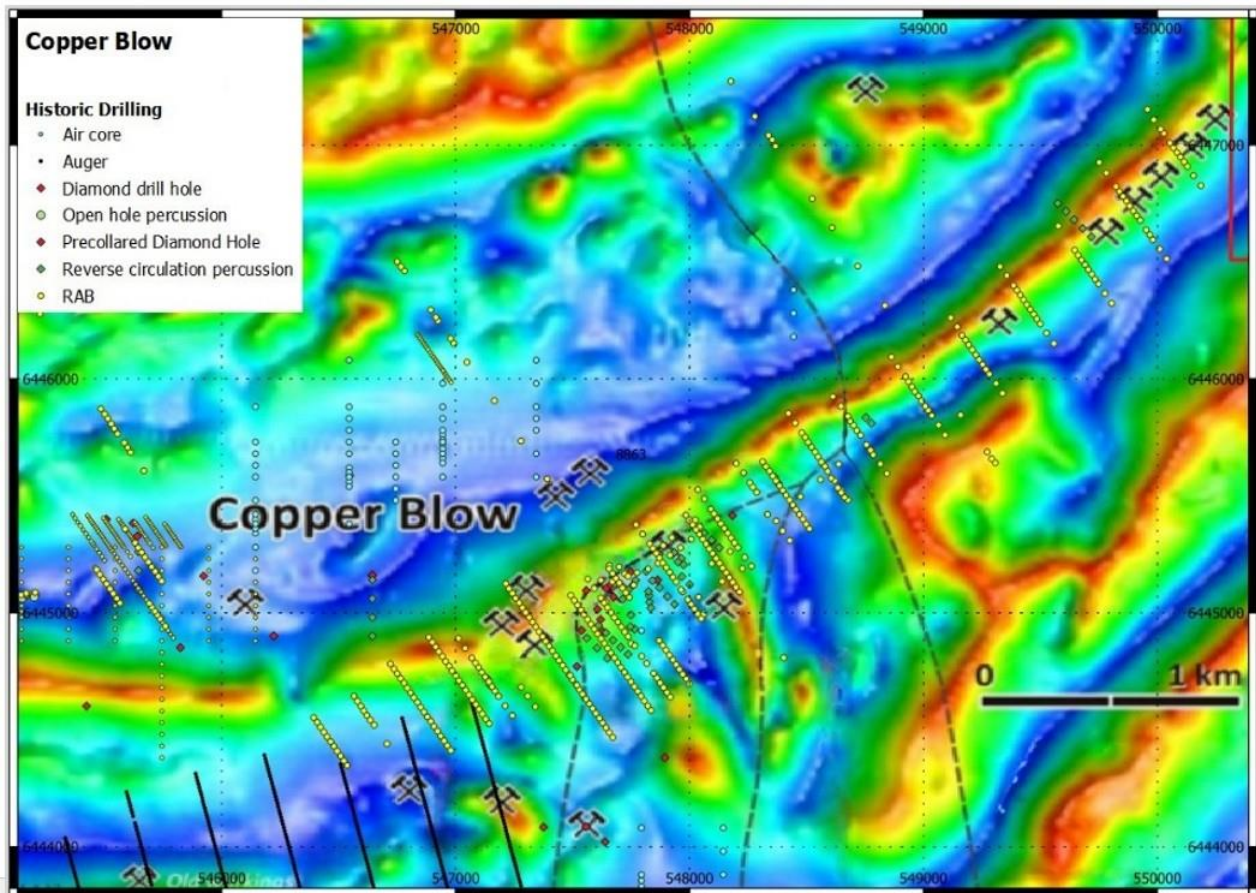 Copper Blow
Historic Drilling
Air core
Auger
Diamond drill hole
Open hole percussion
Precollared Diamond Hole
Reverse circulation percussion
RAB
547000
548000
549000
550000
6447000
6446000
6446000
8863
Copper Blow
6445000
6445000
0 1 km
6444000
6444000
546000
547000
548000
549000
550000